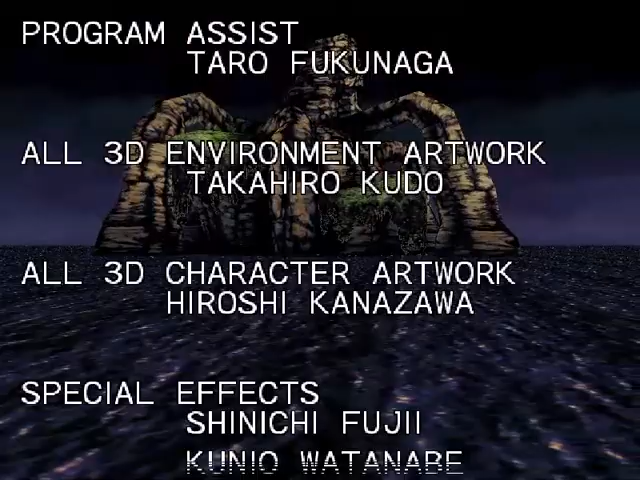 PROGRAM ASSIST
TARO FUKUNAGA
ALL 3D ENVIRONMENT ARTWORK
TAKAHIRO KUDO
ALL 3D CHARACTER ARTWORK
HIROSHI KANAZAWA
SPECIAL EFFECTS
SHINICHI FUJII
KUNIO WATANABE